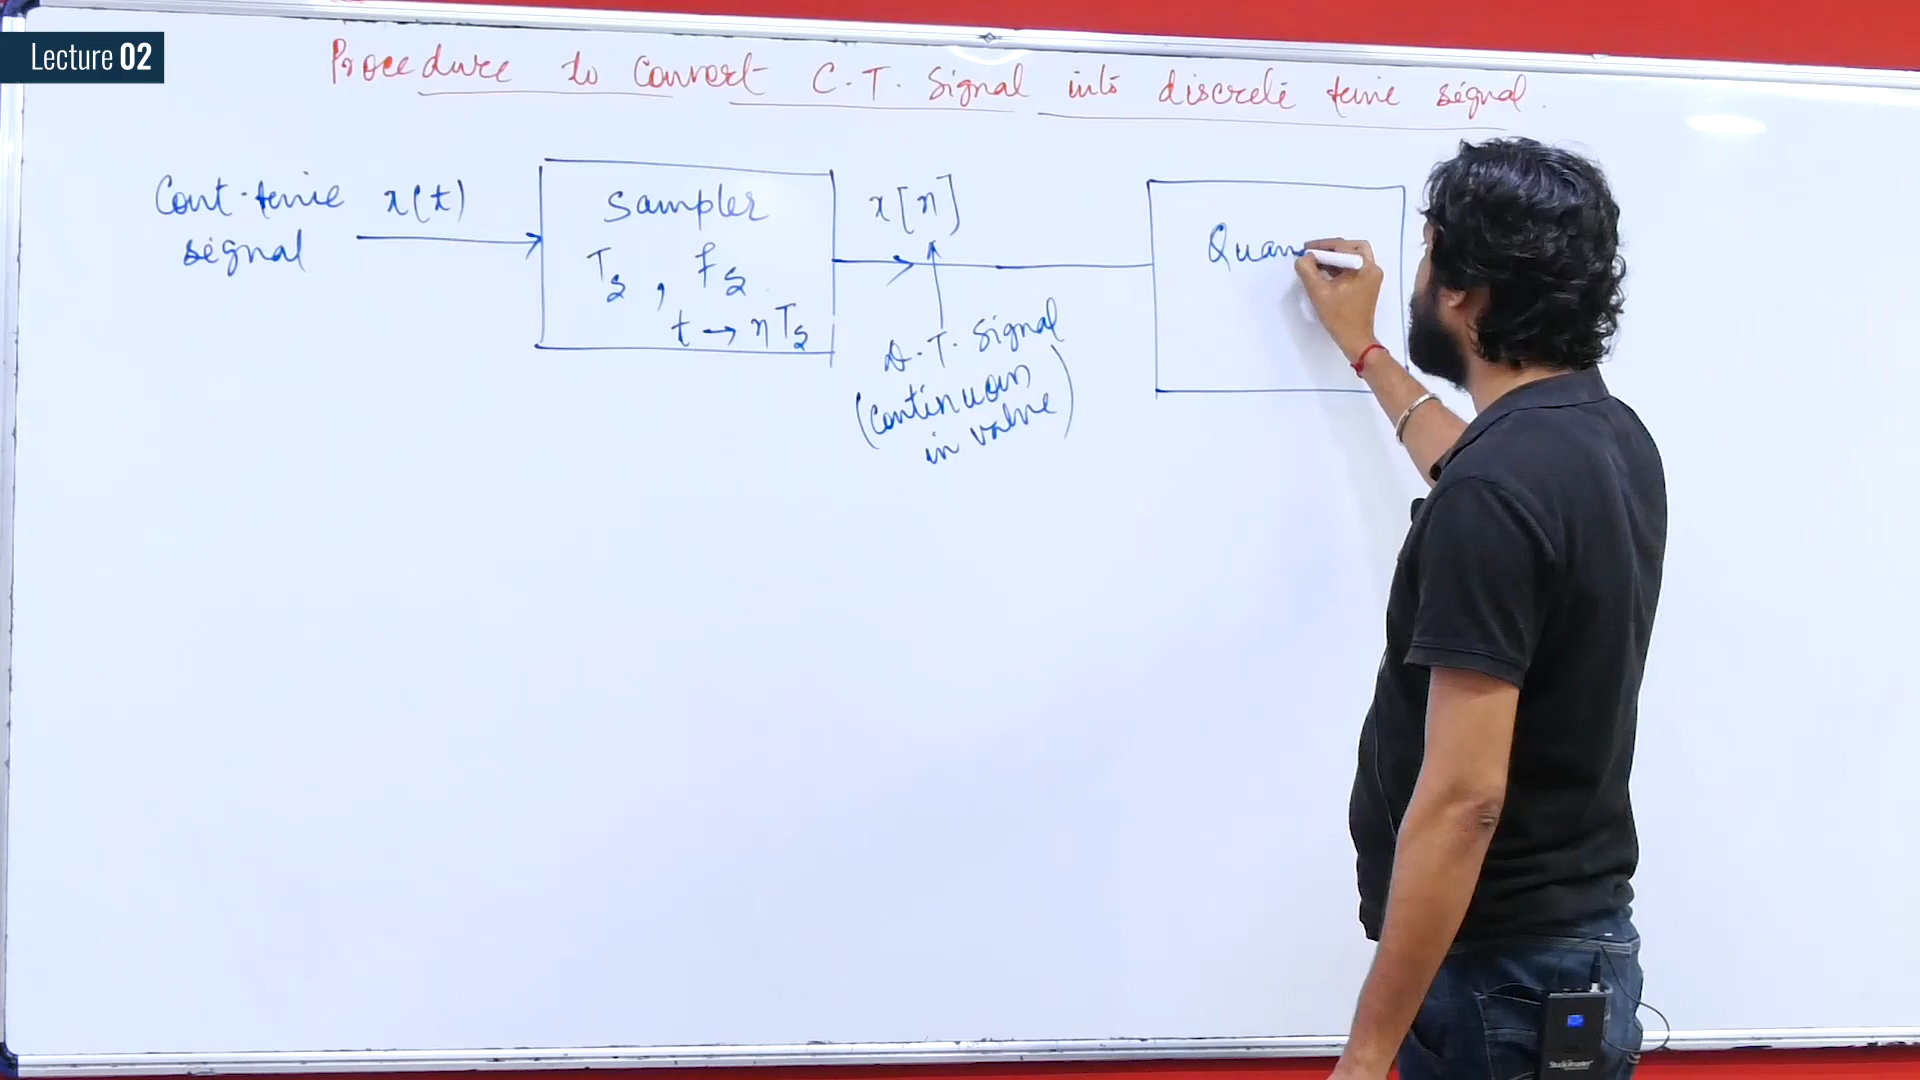 Lecture 02
Procedure to convert C.T. Signal into discrete time signal.
Cont. time x(t)
signal
Sampler
Ts, Fs
t → nTs
x[n]
D.T. Signal
(continuous
in value)
Quan